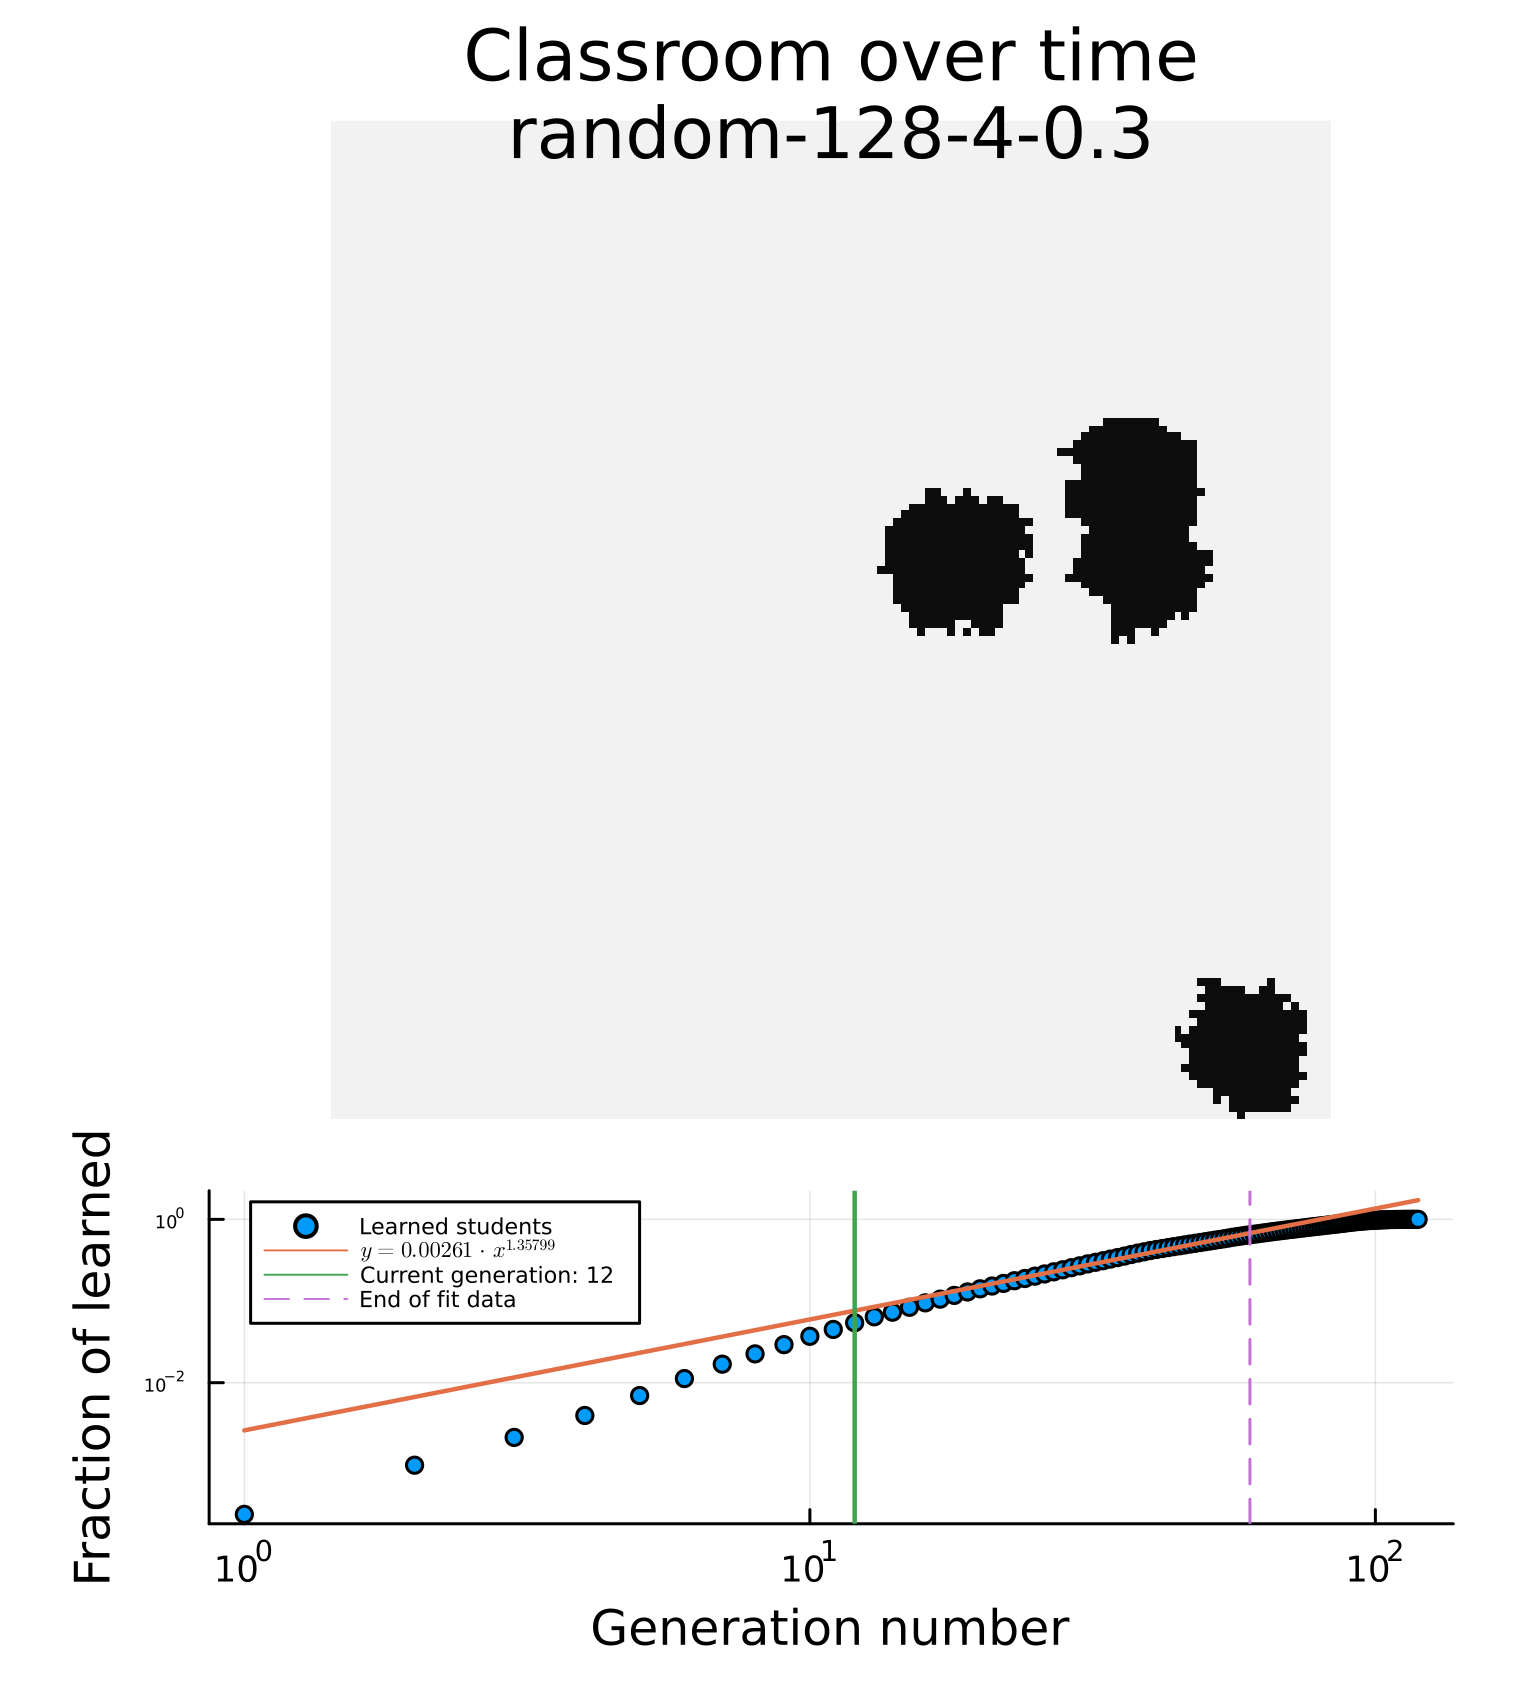 Classroom over time
random-128-4-0.3
Fraction of learned
10^0
10^-2
Learned students
y = 0.00261 · x^1.35799
Current generation: 12
End of fit data
10^0 10^1 10^2
Generation number